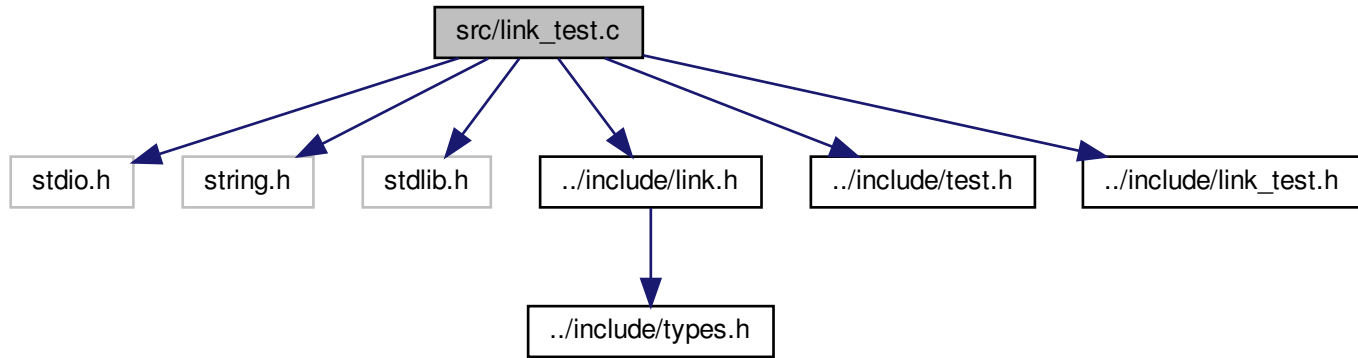 src/link_test.c
stdio.h
string.h
stdlib.h
../include/link.h
../include/test.h
../include/link_test.h
../include/types.h